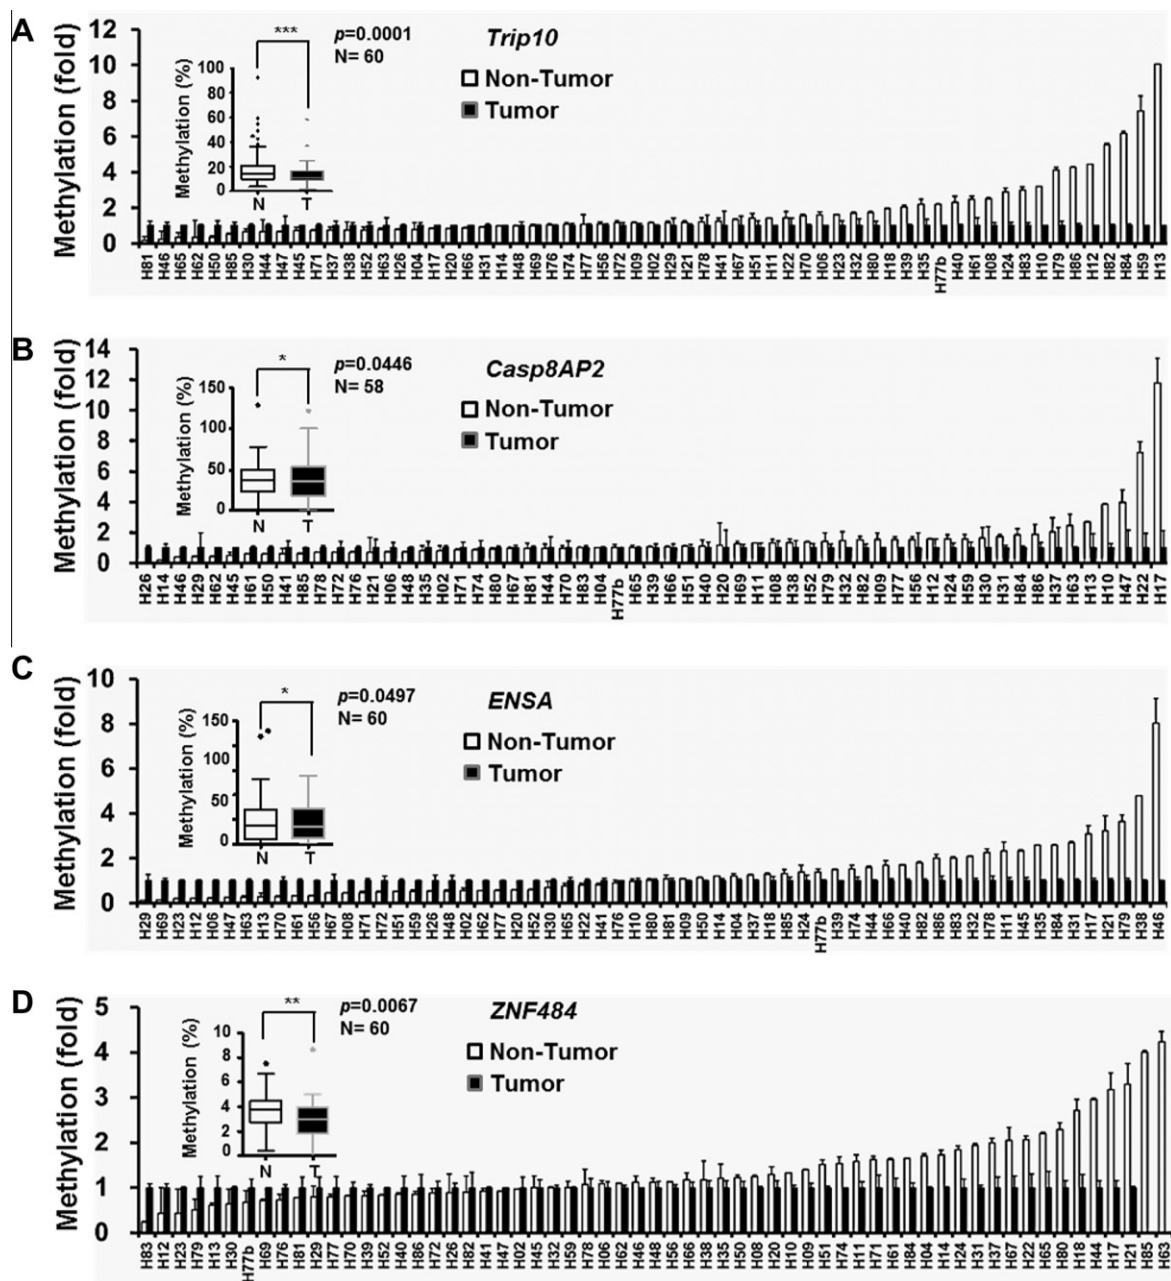 A
Methylation (fold)
12
10
8
6
4
2
0
Methylation (%)
100
80
60
40
20
0
***
N T
p=0.0001
N= 60
Trip10
Non-Tumor
Tumor
H81 H46 H65 H62 H50 H85 H30 H44 H47 H45 H71 H37 H38 H52 H63 H26 H04 H17 H20 H66 H31 H14 H48 H69 H76 H74 H77 H56 H72 H09 H02 H29 H21 H78 H41 H67 H51 H11 H22 H70 H06 H23 H32 H80 H18 H39 H35 H77b H40 H61 H08 H24 H83 H10 H79 H86 H12 H82 H84 H59 H13
B
Methylation (fold)
14
12
10
8
6
4
2
0
Methylation (%)
150
100
50
0
*
N T
p=0.0446
N= 58
Casp8AP2
Non-Tumor
Tumor
H26 H14 H46 H29 H62 H45 H61 H50 H41 H85 H78 H72 H76 H21 H06 H48 H35 H02 H71 H74 H80 H67 H81 H44 H70 H83 H04 H77b H65 H39 H66 H51 H40 H20 H69 H11 H08 H38 H52 H79 H32 H82 H09 H77 H56 H12 H24 H59 H30 H31 H84 H86 H37 H63 H13 H10 H47 H22 H17
C
Methylation (fold)
10
8
6
4
2
0
Methylation (%)
150
100
50
0
*
N T
p=0.0497
N= 60
ENSA
Non-Tumor
Tumor
H29 H69 H23 H12 H06 H47 H63 H13 H70 H61 H56 H67 H08 H71 H72 H51 H59 H26 H48 H02 H62 H77 H20 H52 H30 H65 H22 H41 H76 H10 H80 H81 H09 H50 H14 H04 H37 H18 H85 H24 H77b H39 H74 H44 H66 H40 H82 H86 H83 H32 H78 H11 H45 H35 H84 H31 H17 H21 H79 H38 H46
D
Methylation (fold)
5
4
3
2
1
0
Methylation (%)
10
8
6
4
2
0
**
N T
p=0.0067
N= 60
ZNF484
Non-Tumor
Tumor
H83 H12 H23 H79 H13 H30 H77b H69 H76 H81 H29 H77 H70 H39 H52 H40 H86 H72 H26 H82 H41 H47 H02 H45 H32 H59 H78 H06 H62 H46 H48 H56 H66 H38 H35 H50 H08 H20 H10 H09 H51 H74 H11 H71 H61 H84 H04 H14 H24 H31 H37 H67 H22 H65 H80 H18 H44 H17 H21 H85 H63